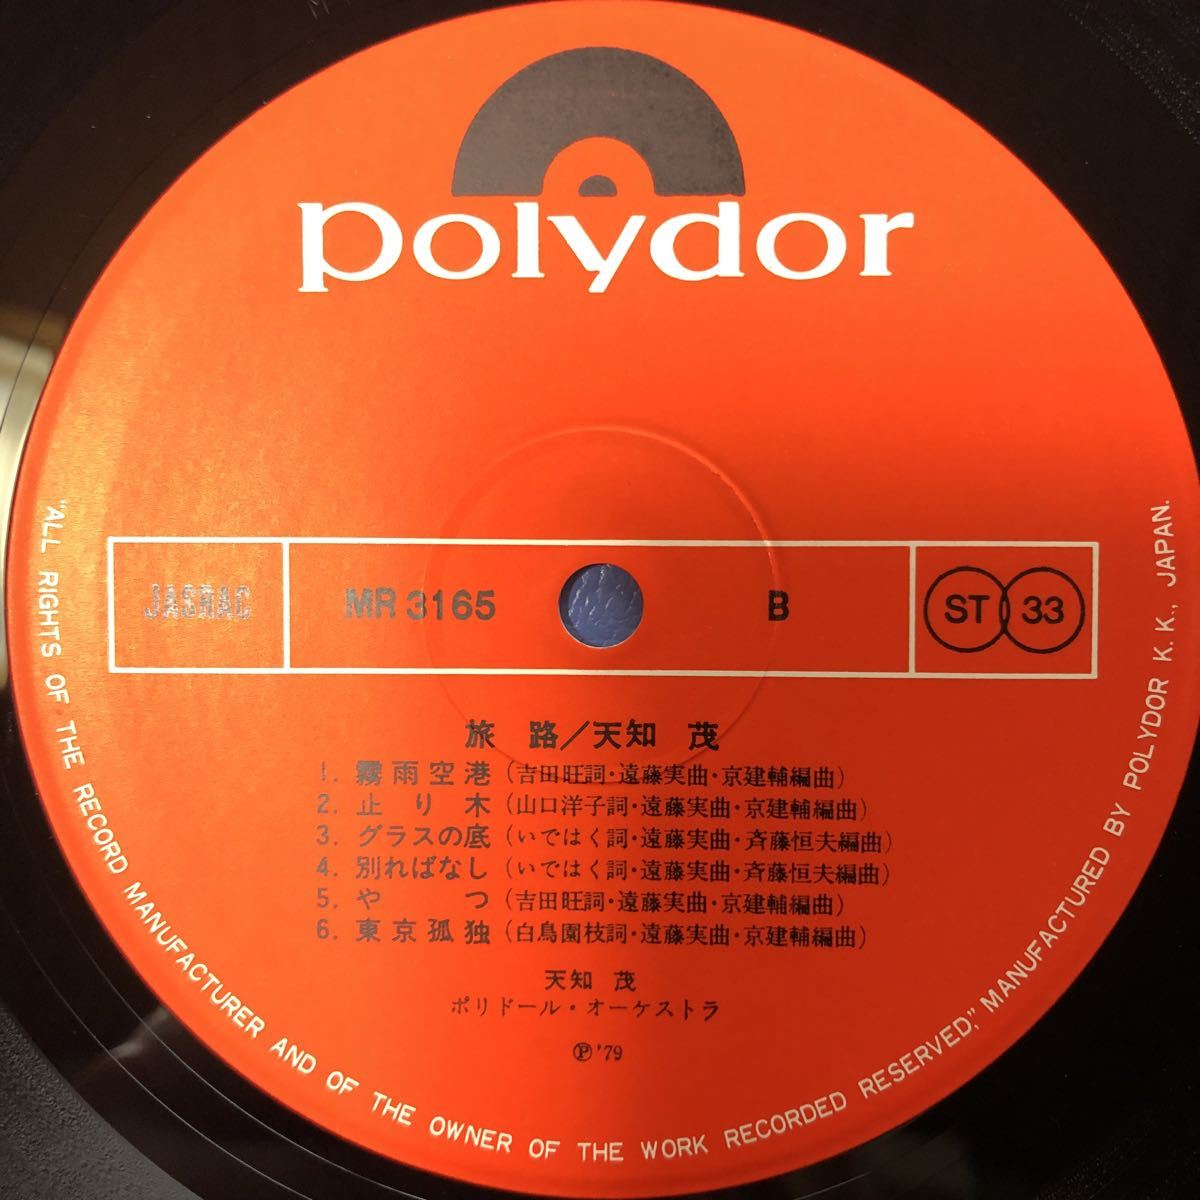 polydor
JASRAC MR 3165 B ST 33
旅 路／天知 茂
1. 霧雨空港 (吉田旺詞・遠藤実曲・京建輔編曲)
2. 止り木 (山口洋子詞・遠藤実曲・京建輔編曲)
3. グラスの底 (いではく詞・遠藤実曲・斉藤恒夫編曲)
4. 別ればなし (いではく詞・遠藤実曲・斉藤恒夫編曲)
5. や つ (吉田旺詞・遠藤実曲・京建輔編曲)
6. 東京孤独 (白鳥園枝詞・遠藤実曲・京建輔編曲)
天知 茂
ポリドール・オーケストラ
Ⓟ'79
"ALL RIGHTS OF THE RECORD MANUFACTURER AND OF THE OWNER OF THE WORK RECORDED RESERVED," MANUFACTURED BY POLYDOR K.K., JAPAN.